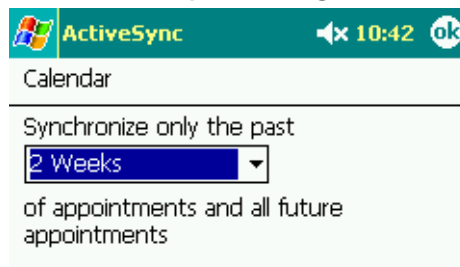 ActiveSync 10:42 ok
Calendar
Synchronize only the past
2 Weeks
of appointments and all future
appointments